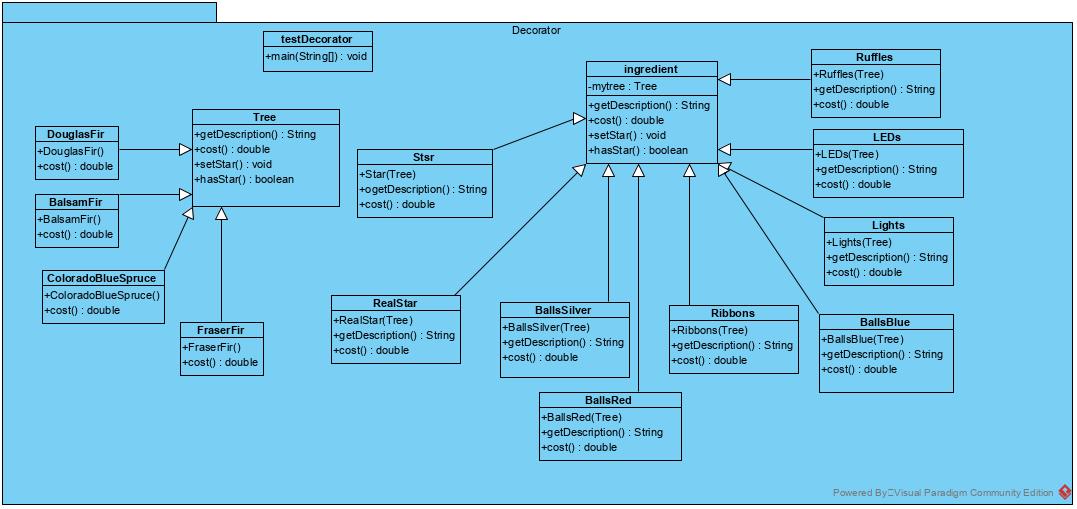 Decorator
testDecorator
+main(String[]) : void
ingredient
-mytree : Tree
+getDescription() : String
+cost() : double
+setStar() : void
+hasStar() : boolean
Ruffles
+Ruffles(Tree)
+getDescription() : String
+cost() : double
Tree
+getDescription() : String
+cost() : double
+setStar() : void
+hasStar() : boolean
DouglasFir
+DouglasFir()
+cost() : double
LEDs
+LEDs(Tree)
+getDescription() : String
+cost() : double
Stsr
+Star(Tree)
+ogetDescription() : String
+cost() : double
BalsamFir
+BalsamFir()
+cost() : double
Lights
+Lights(Tree)
+getDescription() : String
+cost() : double
ColoradoBlueSpruce
+ColoradoBlueSpruce()
+cost() : double
RealStar
+RealStar(Tree)
+getDescription() : String
+cost() : double
BallsSilver
+BallsSilver(Tree)
+getDescription() : String
+cost() : double
Ribbons
+Ribbons(Tree)
+getDescription() : String
+cost() : double
BallsBlue
+BallsBlue(Tree)
+getDescription() : String
+cost() : double
FraserFir
+FraserFir()
+cost() : double
BallsRed
+BallsRed(Tree)
+getDescription() : String
+cost() : double
Powered By Visual Paradigm Community Edition